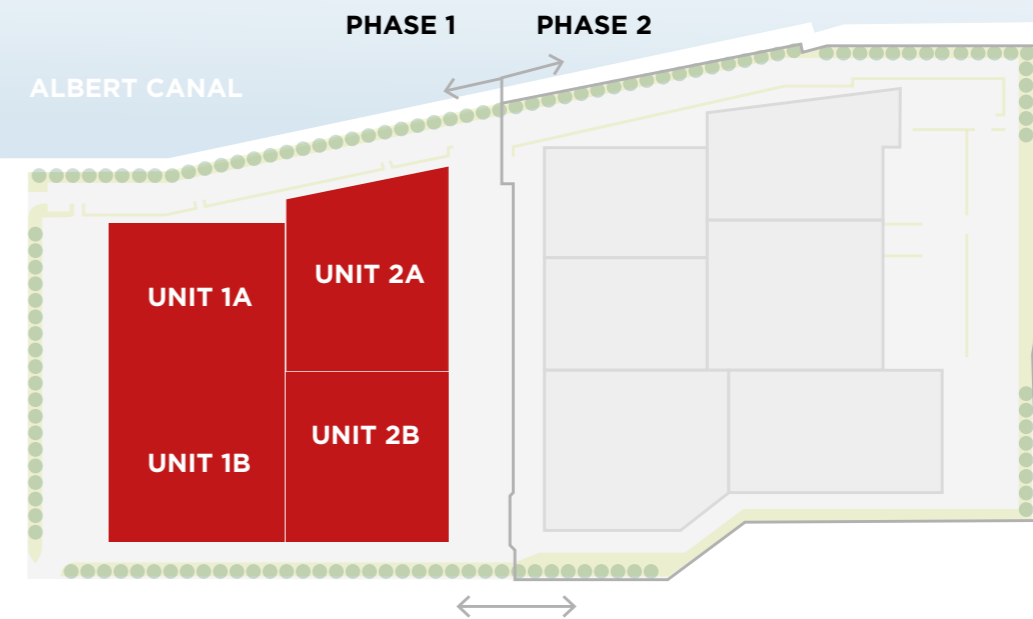 PHASE 1
PHASE 2
ALBERT CANAL
UNIT 1A
UNIT 2A
UNIT 1B
UNIT 2B